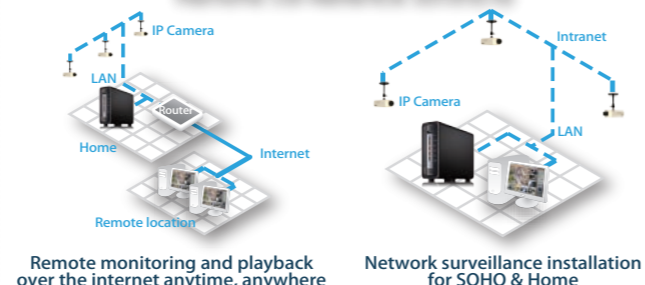 IP Camera
LAN
Router
Home
Internet
Remote location
Remote monitoring and playback
over the internet anytime, anywhere
Intranet
IP Camera
LAN
Network surveillance installation
for SOHO & Home